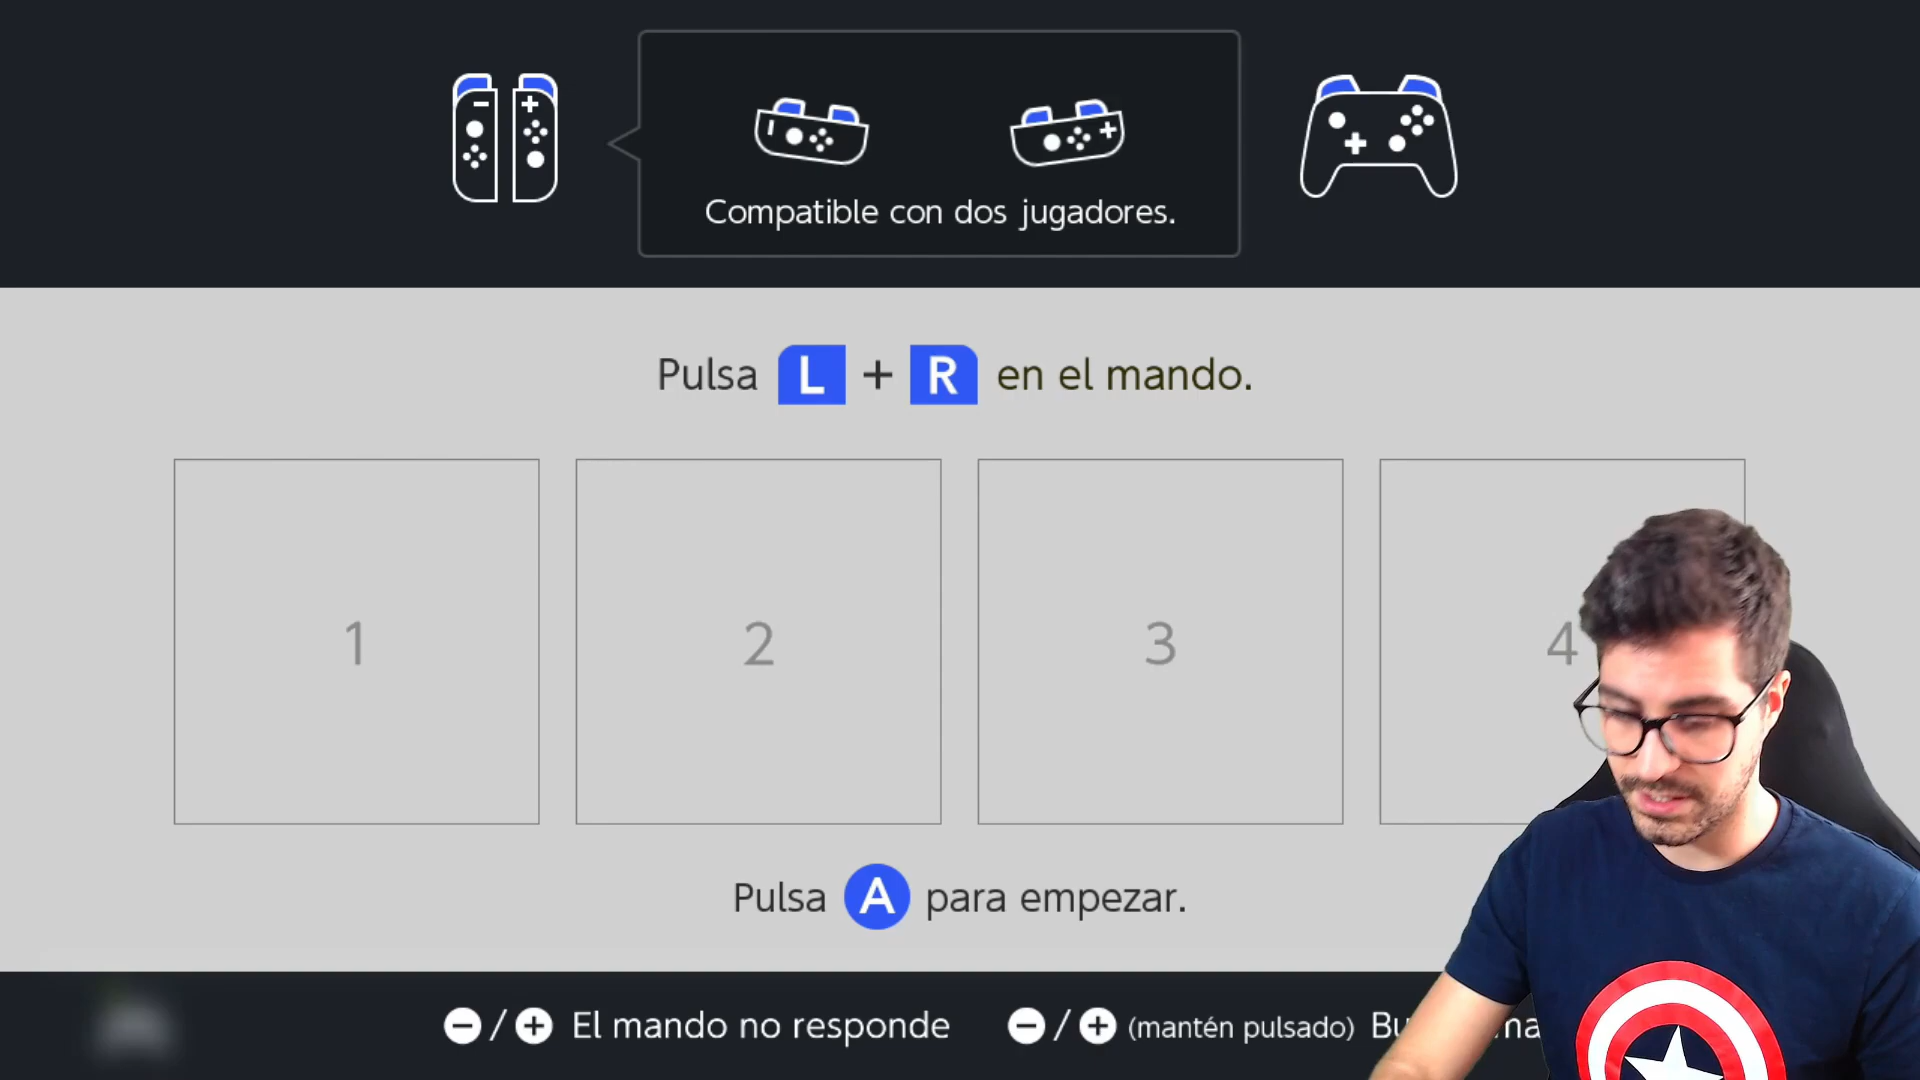 Compatible con dos jugadores.
Pulsa L + R en el mando.
1 2 3 4
Pulsa A para empezar.
El mando no responde (mantén pulsado)